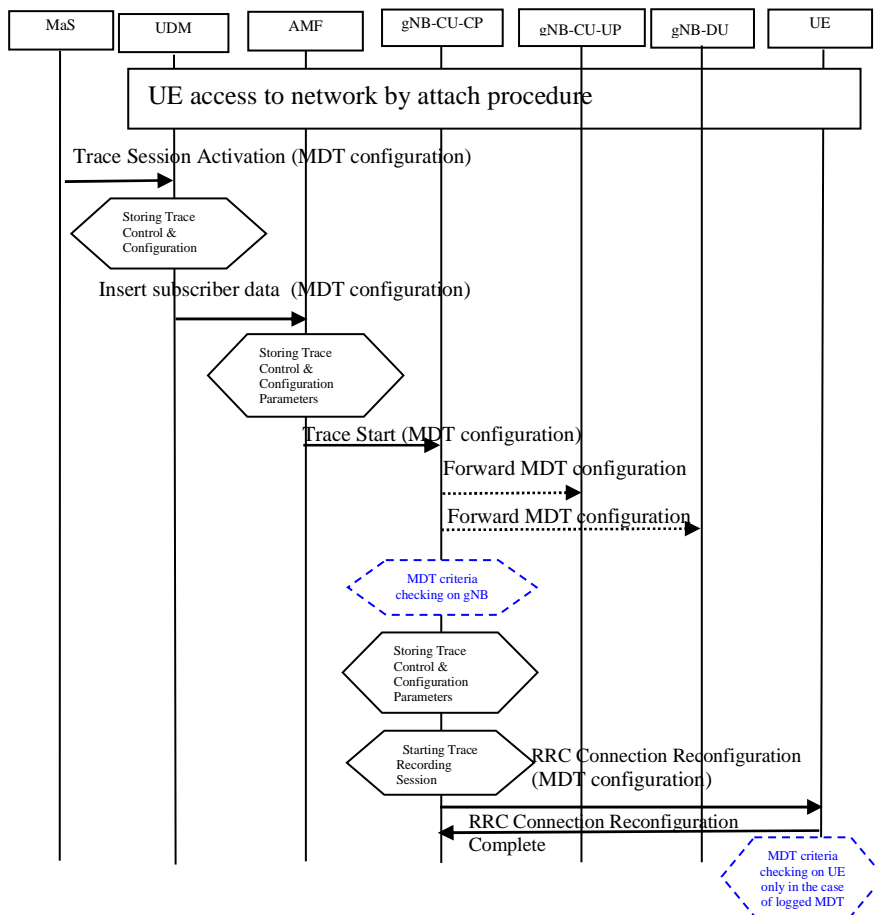 MaS
UDM
AMF
gNB-CU-CP
gNB-CU-UP
gNB-DU
UE
UE access to network by attach procedure
Trace Session Activation (MDT configuration)
Storing Trace
Control &
Configuration
Insert subscriber data (MDT configuration)
Storing Trace
Control &
Configuration
Parameters
Trace Start (MDT configuration)
Forward MDT configuration
Forward MDT configuration
MDT criteria
checking on gNB
Storing Trace
Control &
Configuration
Parameters
Starting Trace
Recording
Session
RRC Connection Reconfiguration
(MDT configuration)
RRC Connection Reconfiguration
Complete
MDT criteria
checking on UE
only in the case
of logged MDT